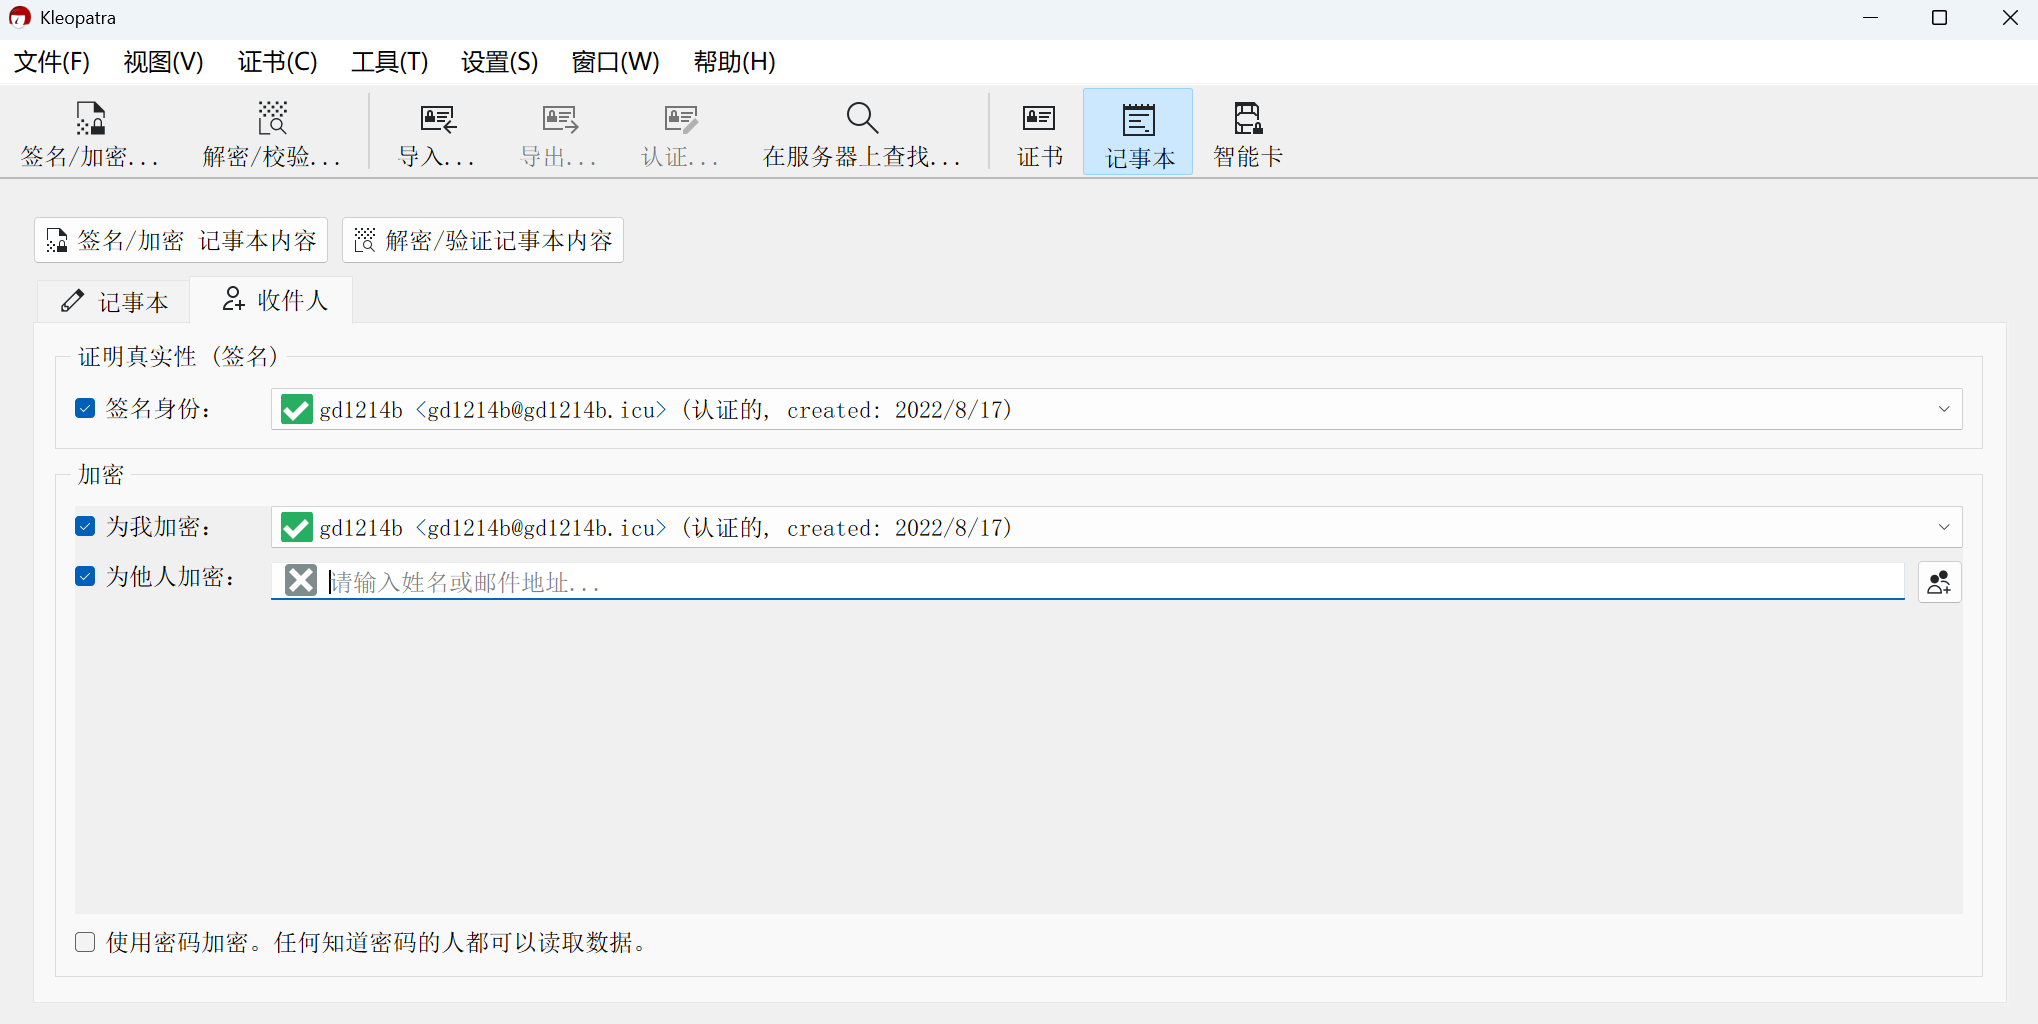 Kleopatra
文件(F) 视图(V) 证书(C) 工具(T) 设置(S) 窗口(W) 帮助(H)
签名/加密... 解密/校验... 导入... 导出... 认证... 在服务器上查找... 证书 记事本 智能卡
签名/加密 记事本内容 解密/验证记事本内容
记事本 收件人
证明真实性 (签名)
签名身份: gd1214b <gd1214b@gd1214b.icu> (认证的, created: 2022/8/17)
加密
为我加密: gd1214b <gd1214b@gd1214b.icu> (认证的, created: 2022/8/17)
为他人加密: 请输入姓名或邮件地址...
使用密码加密。任何知道密码的人都可以读取数据。